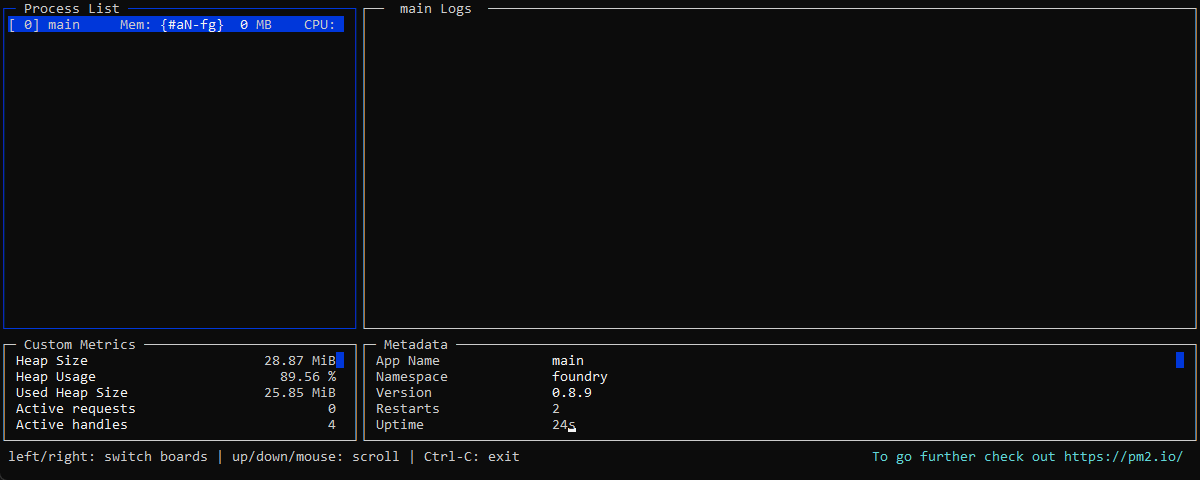 Process List
[ 0] main Mem: {#aN-fg} 0 MB CPU:
main Logs
Custom Metrics
Heap Size 28.87 MiB
Heap Usage 89.56 %
Used Heap Size 25.85 MiB
Active requests 0
Active handles 4
Metadata
App Name main
Namespace foundry
Version 0.8.9
Restarts 2
Uptime 24s
left/right: switch boards | up/down/mouse: scroll | Ctrl-C: exit
To go further check out https://pm2.io/